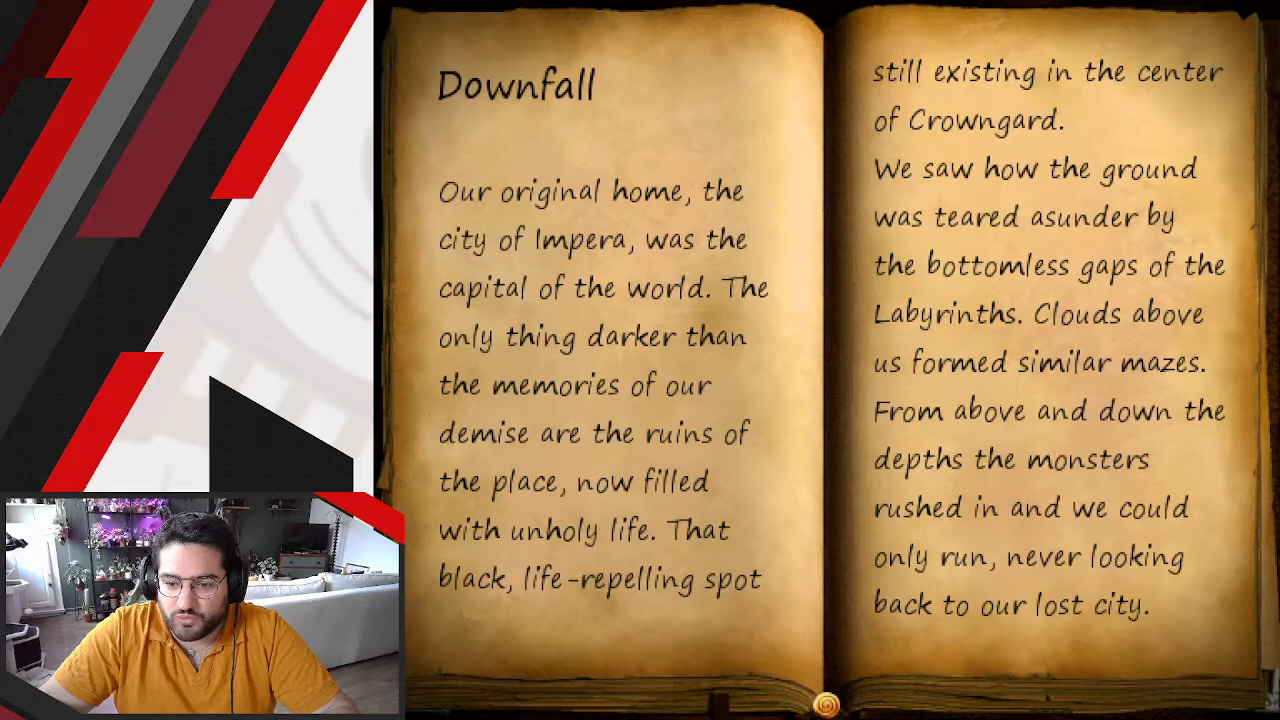 Downfall
Our original home, the
city of Impera, was the
capital of the world. The
only thing darker than
the memories of our
demise are the ruins of
the place, now filled
with unholy life. That
black, life-repelling spot
still existing in the center
of Crowngard.
We saw how the ground
was teared asunder by
the bottomless gaps of the
Labyrinths. Clouds above
us formed similar mazes.
From above and down the
depths the monsters
rushed in and we could
only run, never looking
back to our lost city.